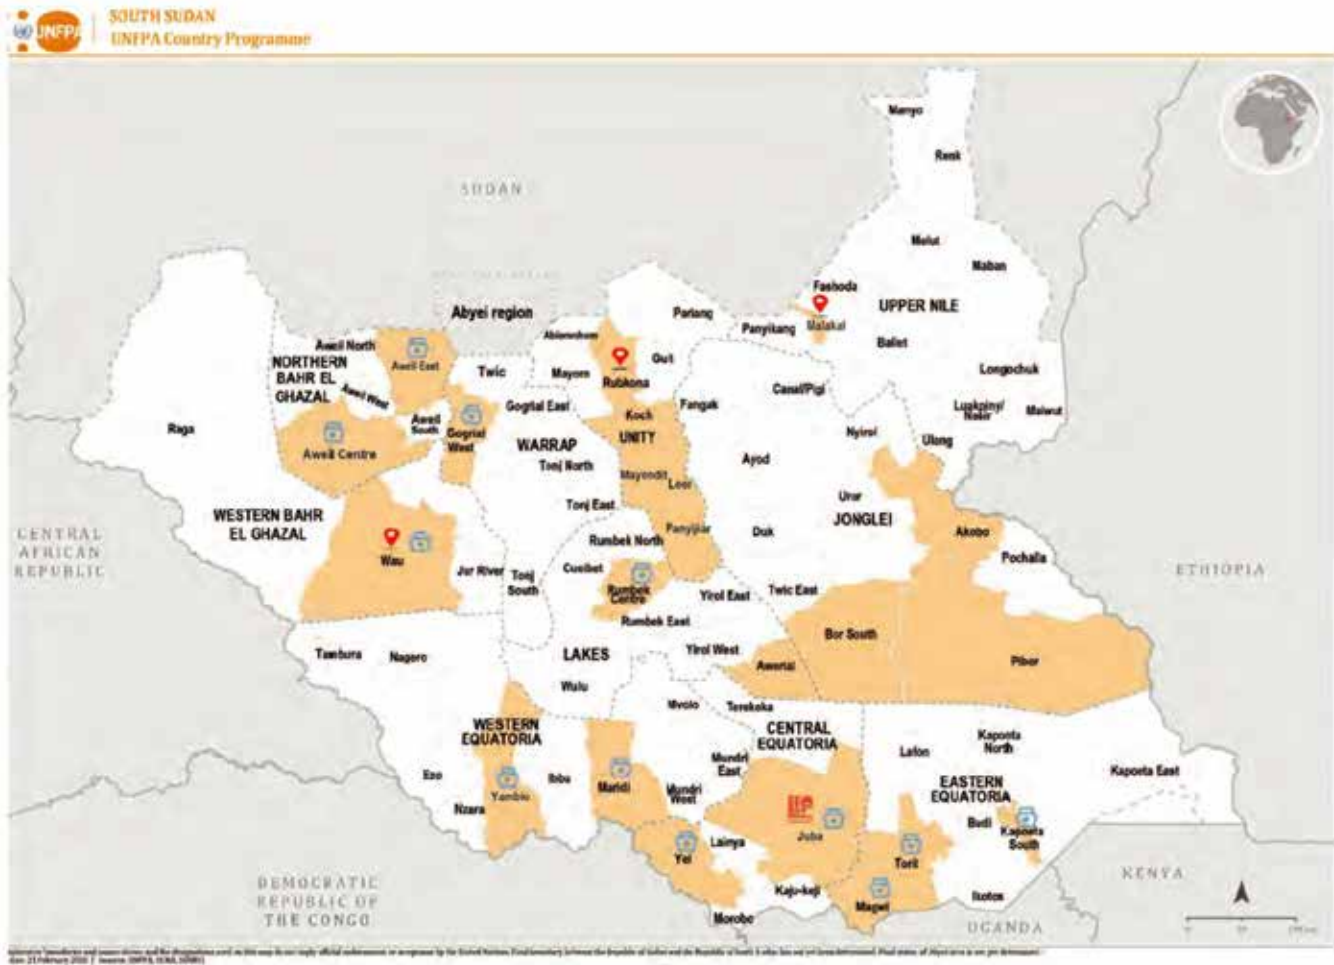 UNFPA
SOUTH SUDAN
UNFPA Country Programme
Manyo
Renk
SUDAN
Melut
Maban
Fashoda
UPPER NILE
Abyei region
Pariang
Panyikang
Malakal
Baliet
Abiemnhom
Aweil North
NORTHERN
BAHR EL
GHAZAL
Aweil East
Twic
Mayom
Rubkona
Guit
Longochuk
Canal/Pigi
Aweil West
Gogrial East
Koch
Fangak
Luakpiny/
Nasir
Maiwut
Raga
Aweil
South
Gogrial
West
UNITY
Nyirol
Ulang
Aweil Centre
WARRAP
Tonj North
Ayod
Mayendit
Leer
Tonj East
Uror
JONGLEI
WESTERN BAHR
EL GHAZAL
CENTRAL
AFRICAN
REPUBLIC
Panyijiar
Duk
Akobo
Rumbek North
Wau
Jur River
Tonj
South
Cueibet
Pochalla
ETHIOPIA
Rumbek
Centre
Yirol East
Twic East
Rumbek East
Bor South
Tambura
Nagero
LAKES
Yirol West
Awerial
Pibor
Wulu
Mvolo
Terekeka
WESTERN
EQUATORIA
CENTRAL
EQUATORIA
Kapoeta
North
Lafon
Mundri
East
Kapoeta East
Ezo
Ibba
Maridi
EASTERN
EQUATORIA
Yambio
Mundri
West
Nzara
Juba
Budi
Kapoeta
South
Lainya
Yei
Torit
KENYA
DEMOCRATIC
REPUBLIC OF
THE CONGO
Kajo-keji
Magwi
Ikotos
Morobo
UGANDA